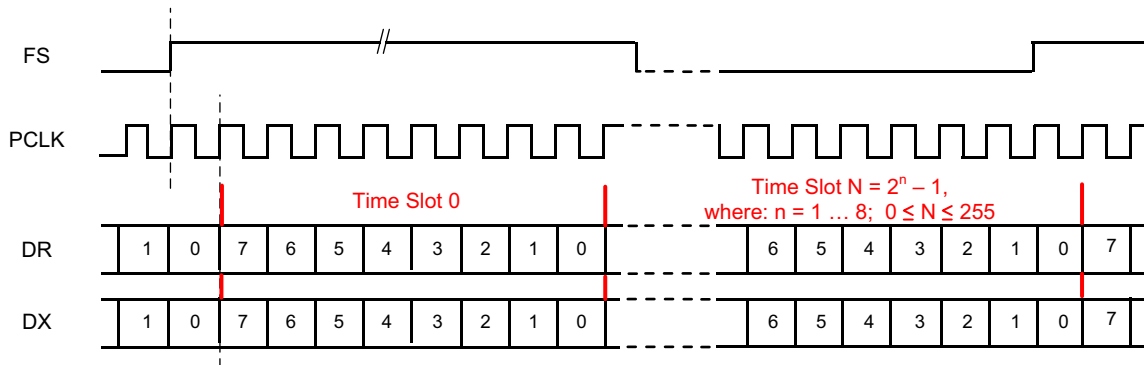 FS
PCLK
Time Slot 0
Time Slot N = 2ⁿ – 1,
where: n = 1 … 8; 0 ≤ N ≤ 255
DR 1 0 7 6 5 4 3 2 1 0 6 5 4 3 2 1 0 7
DX 1 0 7 6 5 4 3 2 1 0 6 5 4 3 2 1 0 7